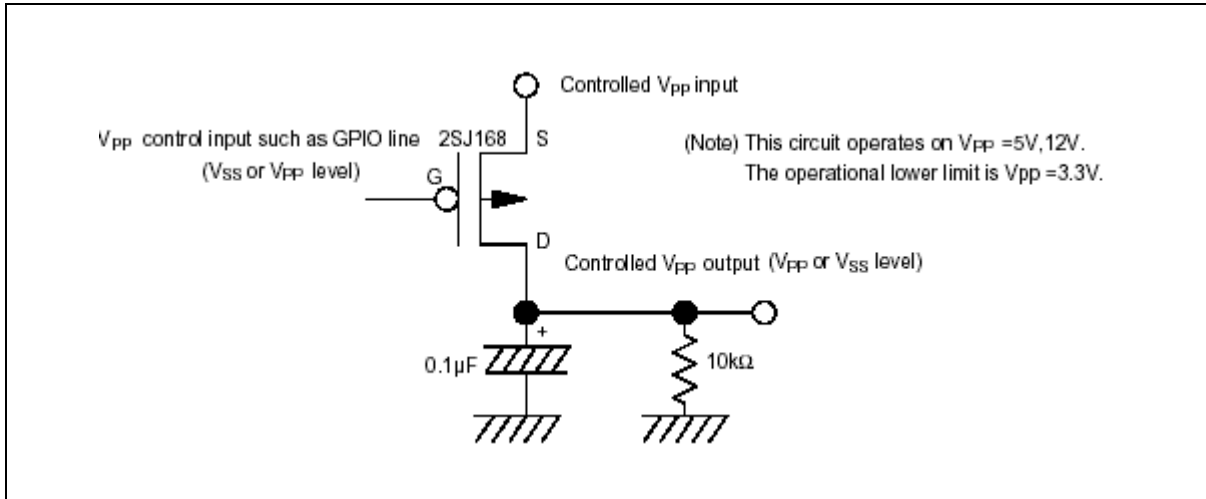 Controlled VPP input
VPP control input such as GPIO line
(VSS or VPP level)
2SJ168
S
G
D
(Note) This circuit operates on VPP =5V,12V.
The operational lower limit is Vpp =3.3V.
Controlled VPP output (VPP or VSS level)
+
0.1µF
10kΩ